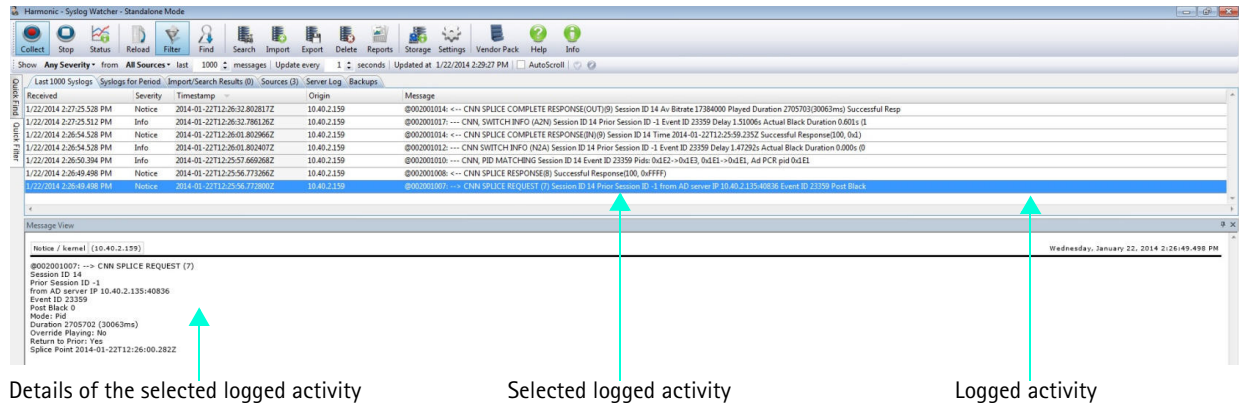 Harmonic - Syslog Watcher - Standalone Mode
Collect Stop Status Reload Filter Find Search Import Export Delete Reports Storage Settings Vendor Pack Help Info
Show Any Severity from All Sources last 1000 messages Update every 1 seconds Updated at 1/22/2014 2:29:27 PM AutoScroll
Quick Find
Quick Filter
Last 1000 Syslogs Syslogs for Period Import/Search Results (0) Sources (3) Server Log Backups
Received Severity Timestamp Origin Message
1/22/2014 2:27:25.528 PM Notice 2014-01-22T12:26:32.802817Z 10.40.2.159 @002001014: <-- CNN SPLICE COMPLETE RESPONSE(OUT)(9) Session ID 14 Av Bitrate 17384000 Played Duration 2705703(30063ms) Successful Resp
1/22/2014 2:27:25.512 PM Info 2014-01-22T12:26:32.786126Z 10.40.2.159 @002001017: --- CNN, SWITCH INFO (A2N) Session ID 14 Prior Session ID -1 Event ID 23359 Delay 1.51006s Actual Black Duration 0.601s (1
1/22/2014 2:26:54.528 PM Notice 2014-01-22T12:26:01.802966Z 10.40.2.159 @002001014: <-- CNN SPLICE COMPLETE RESPONSE(IN)(9) Session ID 14 Time 2014-01-22T12:25:59.235Z Successful Response(100, 0x1)
1/22/2014 2:26:54.528 PM Info 2014-01-22T12:26:01.802407Z 10.40.2.159 @002001012: --- CNN SWITCH INFO (N2A) Session ID 14 Prior Session ID -1 Event ID 23359 Delay 1.47292s Actual Black Duration 0.000s (0
1/22/2014 2:26:50.394 PM Info 2014-01-22T12:25:57.669268Z 10.40.2.159 @002001010: --- CNN, PID MATCHING Session ID 14 Event ID 23359 Pids: 0x1E2->0x1E3, 0x1E1->0x1E1, Ad PCR pid 0x1E1
1/22/2014 2:26:49.498 PM Notice 2014-01-22T12:25:56.773266Z 10.40.2.159 @002001008: <-- CNN SPLICE RESPONSE(8) Successful Response(100, 0xFFFF)
1/22/2014 2:26:49.498 PM Notice 2014-01-22T12:25:56.772800Z 10.40.2.159 @002001007: --> CNN SPLICE REQUEST (7) Session ID 14 Prior Session ID -1 from AD server IP 10.40.2.135:40836 Event ID 23359 Post Black
Message View
Notice / kernel (10.40.2.159) Wednesday, January 22, 2014 2:26:49.498 PM
@002001007: --> CNN SPLICE REQUEST (7)
Session ID 14
Prior Session ID -1
from AD server IP 10.40.2.135:40836
Event ID 23359
Post Black 0
Mode: Pid
Duration 2705702 (30063ms)
Override Playing: No
Return to Prior: Yes
Splice Point 2014-01-22T12:26:00.282Z
Details of the selected logged activity Selected logged activity Logged activity